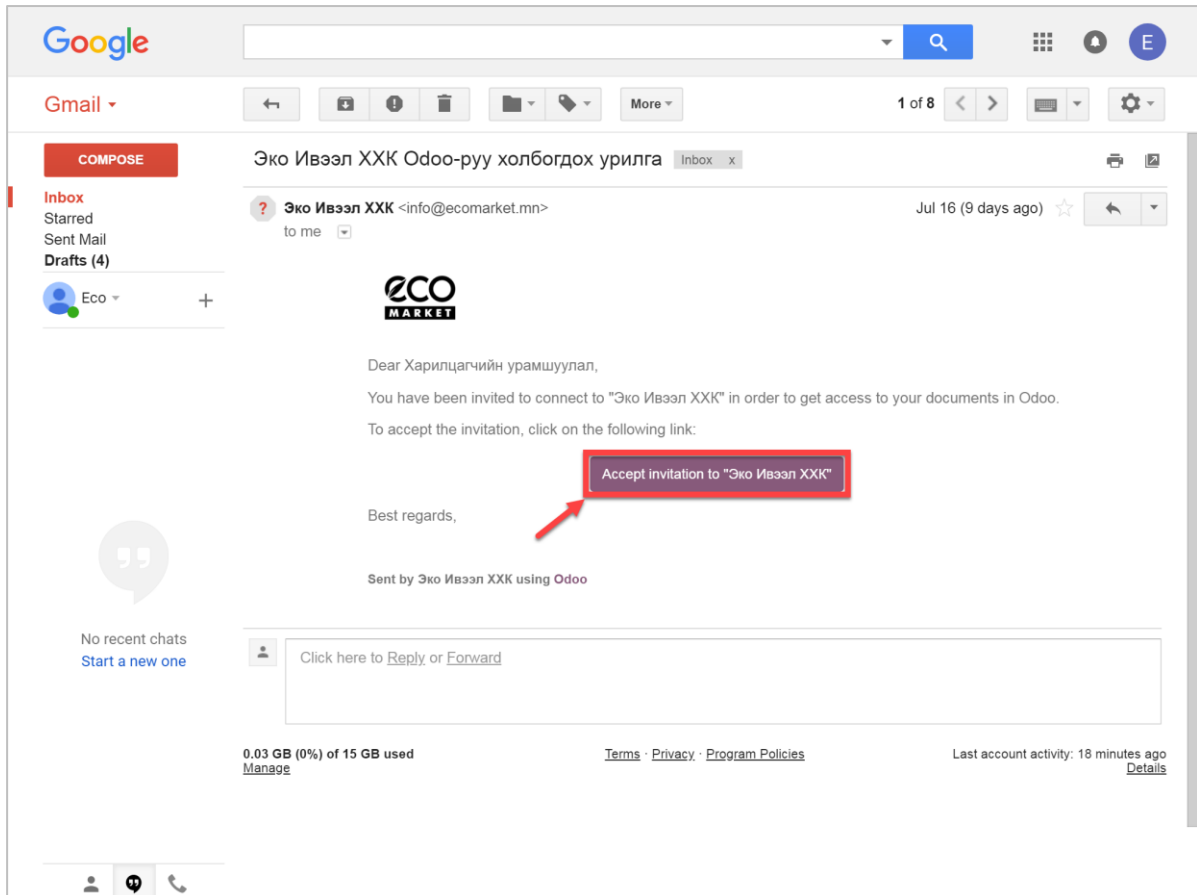 Google
E
Gmail
More
1 of 8
COMPOSE
Эко Ивээл ХХК Odoo-руу холбогдох урилга Inbox x
Inbox
Starred
Sent Mail
Drafts (4)
Eco
? Эко Ивээл ХХК <info@ecomarket.mn> Jul 16 (9 days ago)
to me
eco
MARKET
Dear Харилцагчийн урамшуулал,
You have been invited to connect to "Эко Ивээл ХХК" in order to get access to your documents in Odoo.
To accept the invitation, click on the following link:
Accept invitation to "Эко Ивээл ХХК"
Best regards,
Sent by Эко Ивээл ХХК using Odoo
No recent chats
Start a new one
Click here to Reply or Forward
0.03 GB (0%) of 15 GB used
Manage
Terms · Privacy · Program Policies
Last account activity: 18 minutes ago
Details